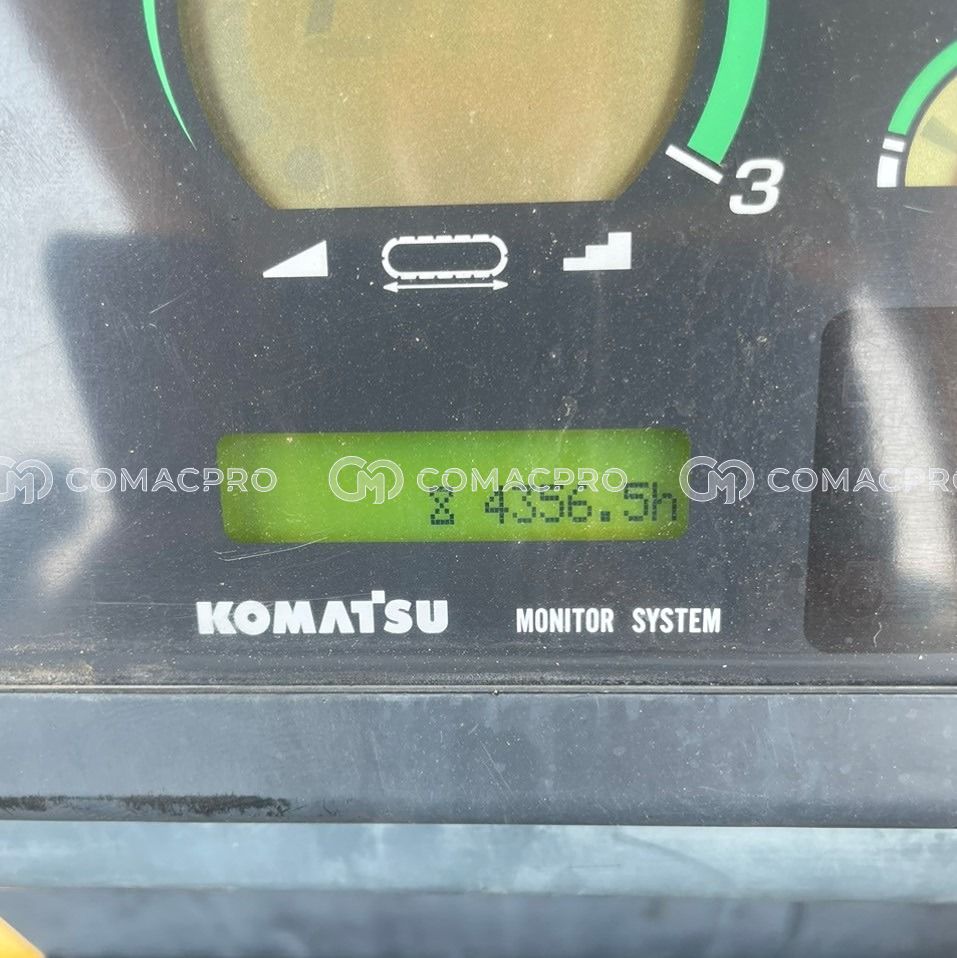 3
COMACPRO COMACPRO COMACPRO
4356.5h
KOMATSU MONITOR SYSTEM